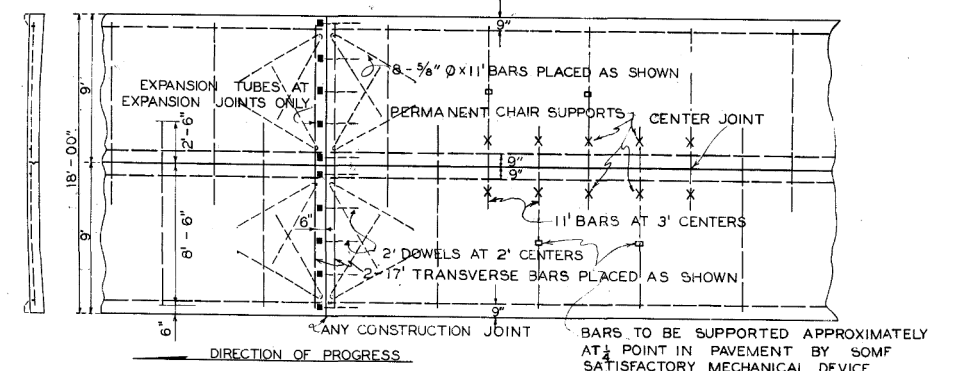 9"
8 - 5/8" Ø x 11' BARS PLACED AS SHOWN
EXPANSION TUBES AT
EXPANSION JOINTS ONLY
PERMANENT CHAIR SUPPORTS
CENTER JOINT
9'
2' - 6"
18' - 00"
9"
9"
11' BARS AT 3' CENTERS
6"
8' - 6"
9'
2' DOWELS AT 2' CENTERS
2 - 17' TRANSVERSE BARS PLACED AS SHOWN
9"
6"
ANY CONSTRUCTION JOINT
DIRECTION OF PROGRESS
BARS TO BE SUPPORTED APPROXIMATELY
AT 1/4 POINT IN PAVEMENT BY SOME
SATISFACTORY MECHANICAL DEVICE